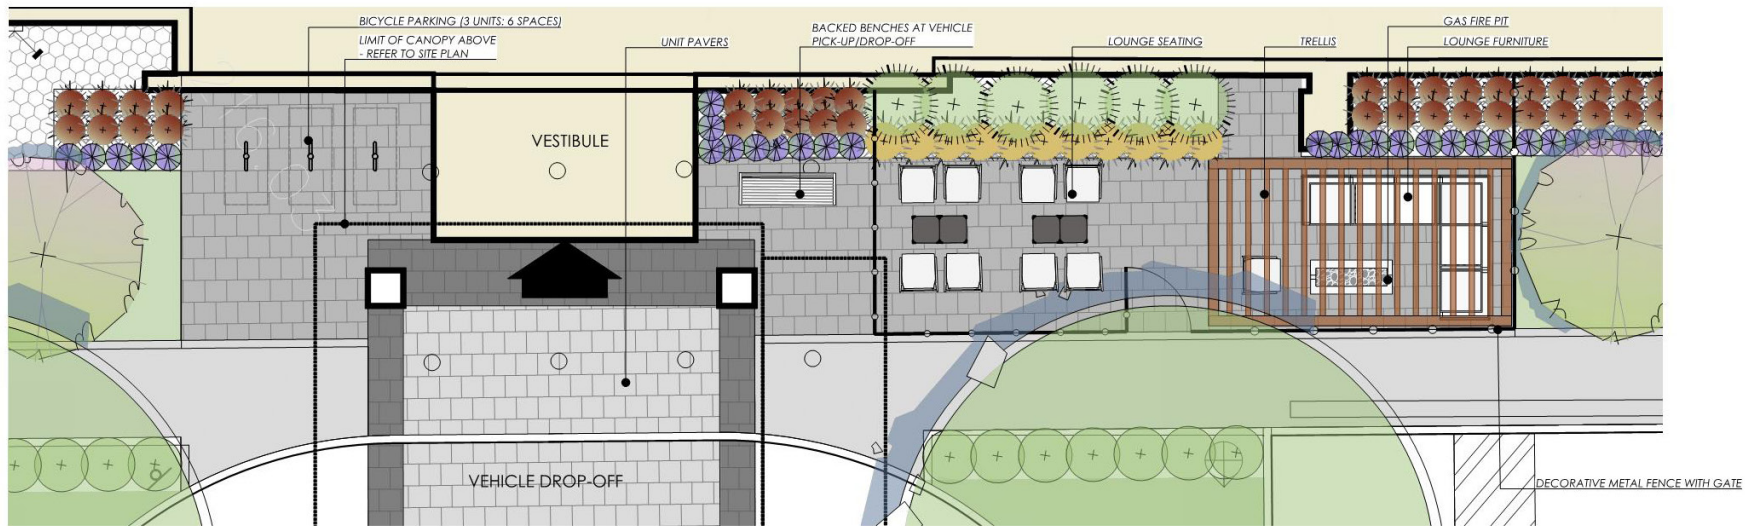 BICYCLE PARKING (3 UNITS: 6 SPACES)
LIMIT OF CANOPY ABOVE
- REFER TO SITE PLAN
UNIT PAVERS
BACKED BENCHES AT VEHICLE
PICK-UP/DROP-OFF
LOUNGE SEATING
TRELLIS
GAS FIRE PIT
LOUNGE FURNITURE
VESTIBULE
VEHICLE DROP-OFF
DECORATIVE METAL FENCE WITH GATE